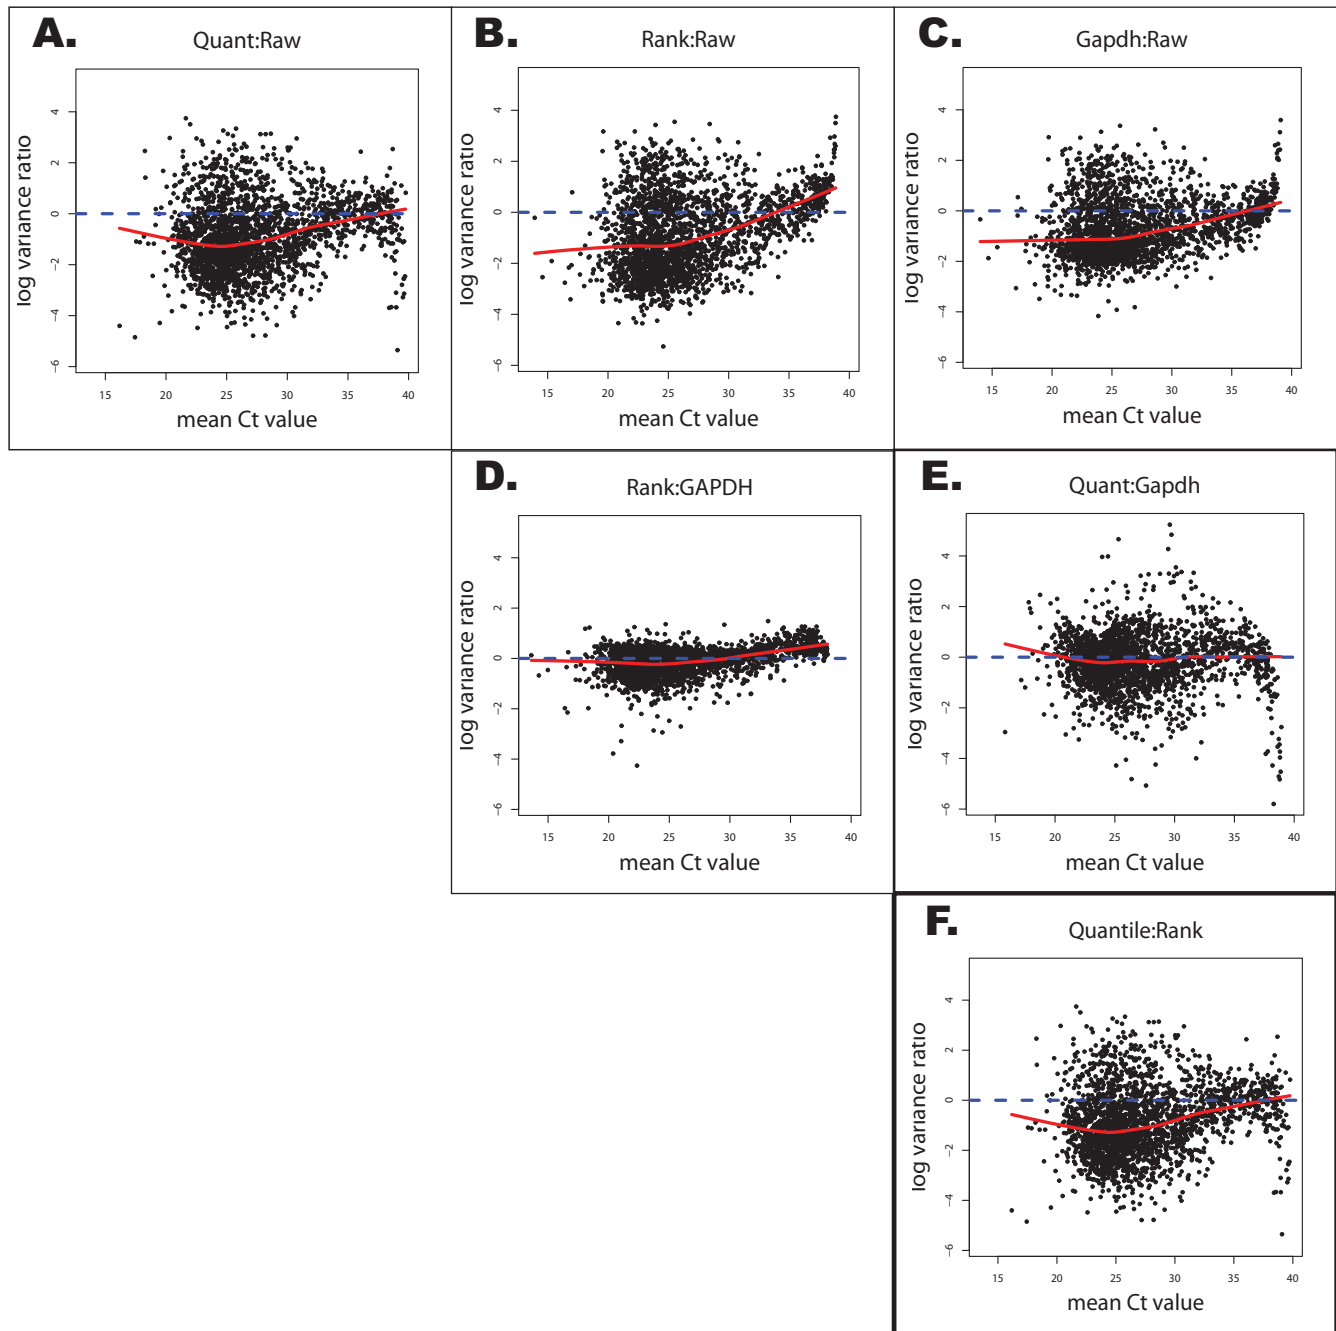 A.
Quant:Raw
log variance ratio
4
2
0
−2
−4
−6
15 20 25 30 35 40
mean Ct value
B.
Rank:Raw
log variance ratio
4
2
0
−2
−4
−6
15 20 25 30 35 40
mean Ct value
C.
Gapdh:Raw
log variance ratio
4
2
0
−2
−4
−6
15 20 25 30 35 40
mean Ct value
D.
Rank:GAPDH
log variance ratio
4
2
0
−2
−4
−6
15 20 25 30 35 40
mean Ct value
E.
Quant:Gapdh
log variance ratio
4
2
0
−2
−4
−6
15 20 25 30 35 40
mean Ct value
F.
Quantile:Rank
log variance ratio
4
2
0
−2
−4
−6
15 20 25 30 35 40
mean Ct value